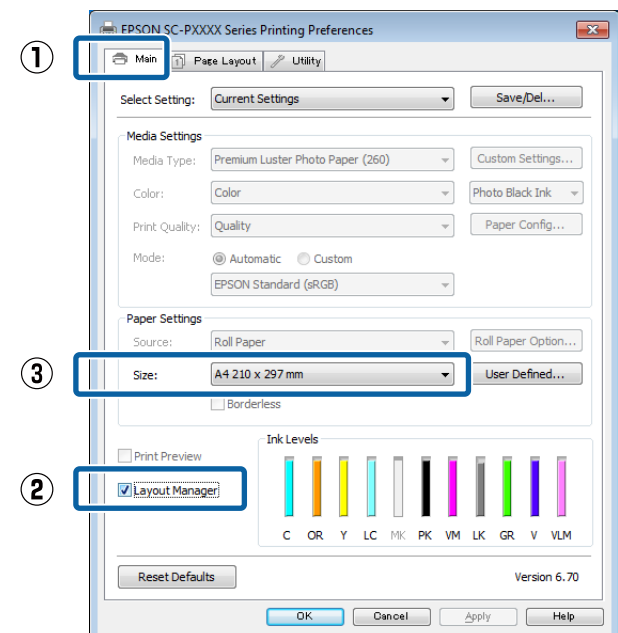 EPSON SC-PXXXX Series Printing Preferences
①
Main
Page Layout
Utility
Select Setting: Current Settings Save/Del...
Media Settings
Media Type: Premium Luster Photo Paper (260) Custom Settings...
Color: Color Photo Black Ink
Print Quality: Quality Paper Config...
Mode: Automatic Custom
EPSON Standard (sRGB)
Paper Settings
Source: Roll Paper Roll Paper Option...
③
Size: A4 210 x 297 mm User Defined...
Borderless
Print Preview
②
Layout Manager
Ink Levels
C OR Y LC MK PK VM LK GR V VLM
Reset Defaults Version 6.70
OK Cancel Apply Help